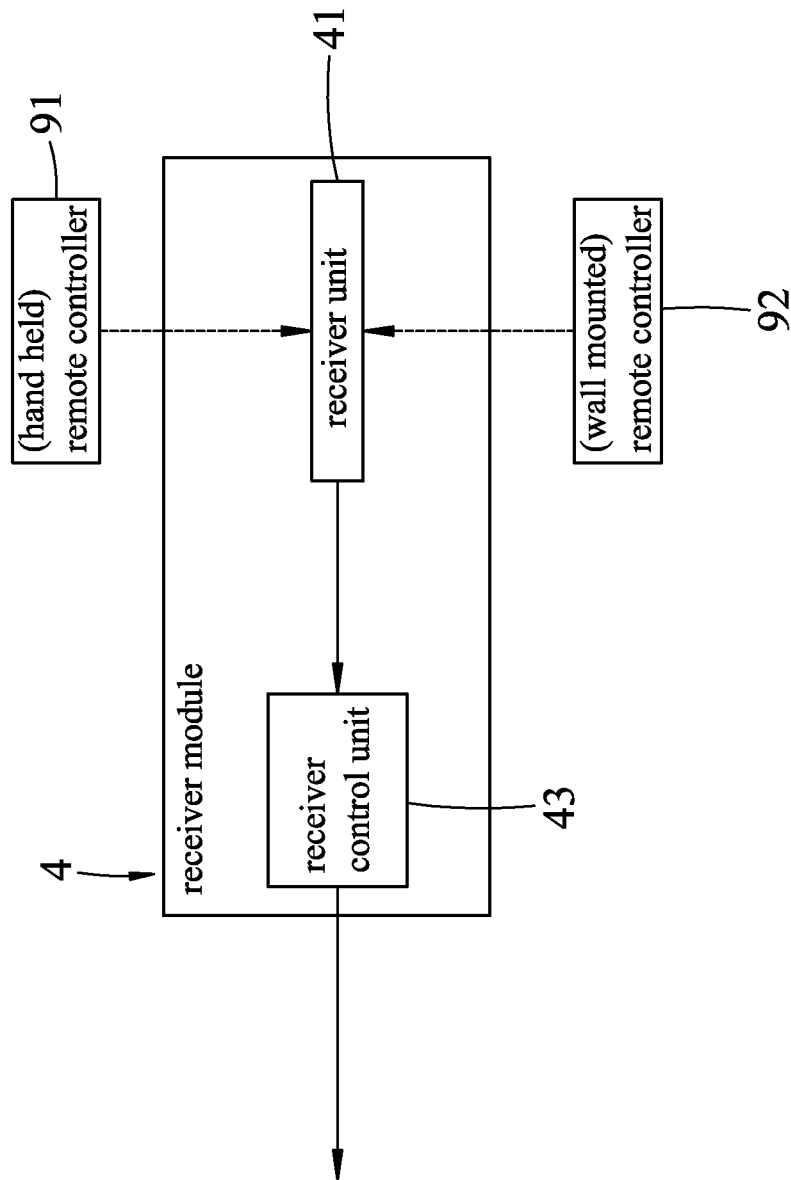 (hand held)
remote controller
91
4
receiver module
receiver
control unit
43
receiver unit
41
(wall mounted)
remote controller
92